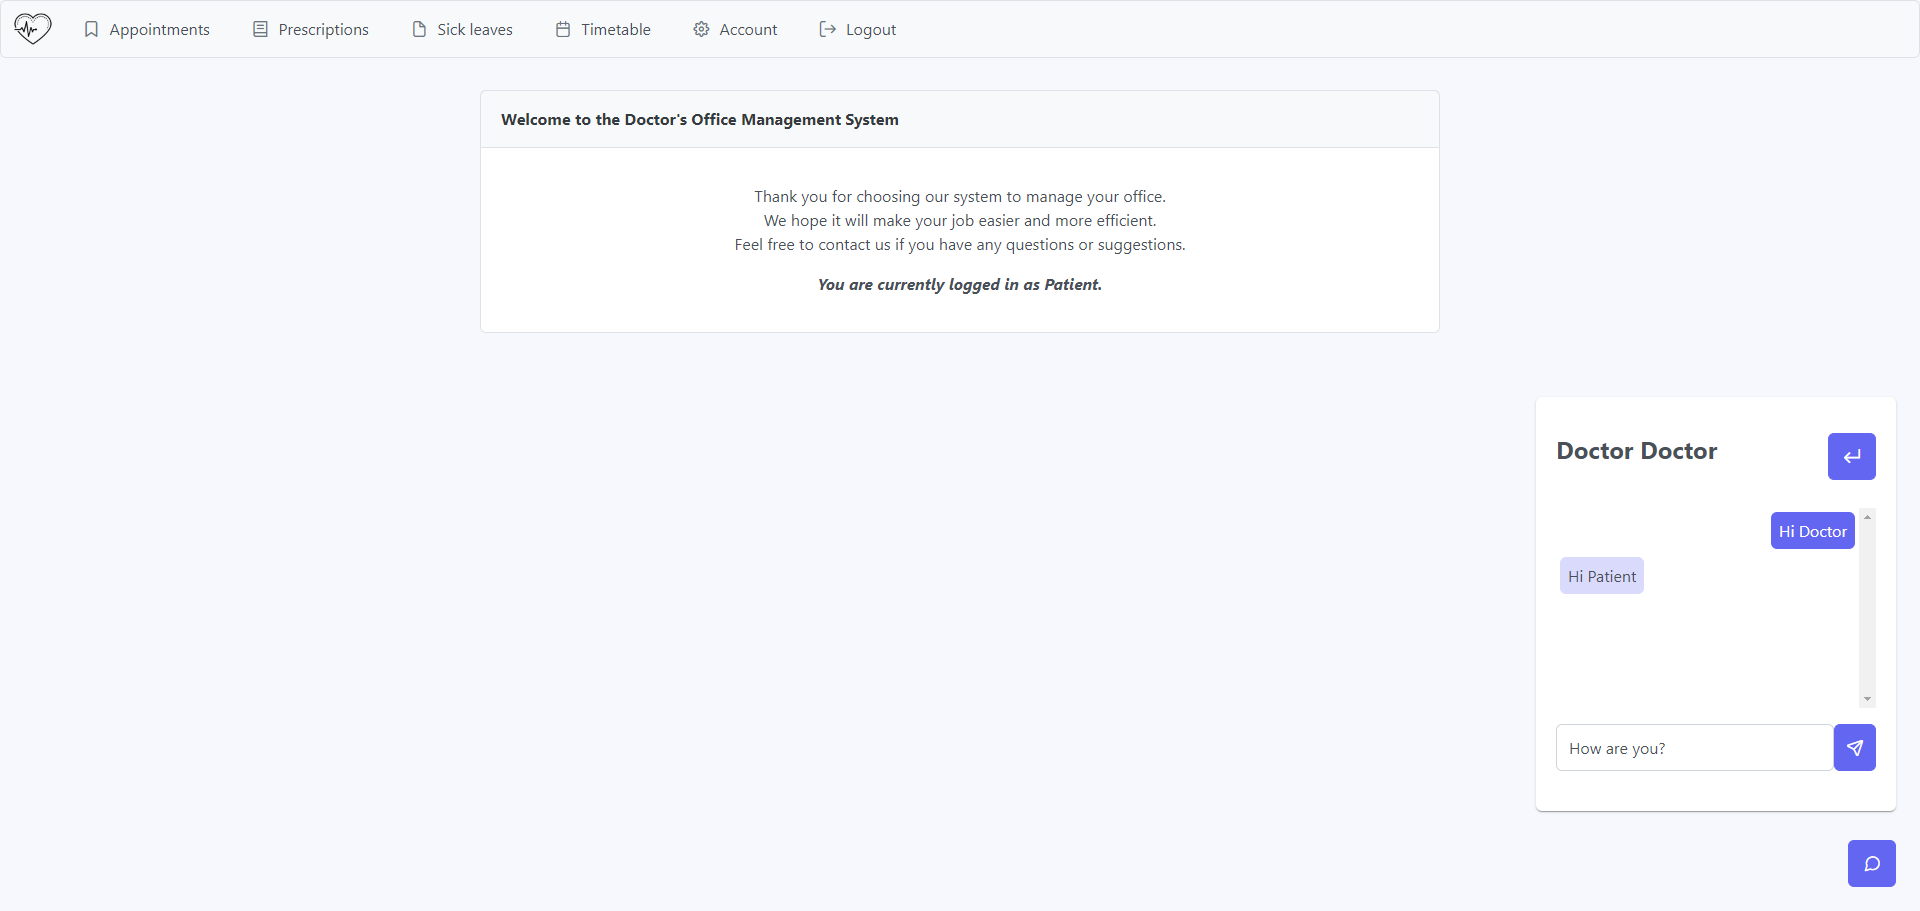 Appointments Prescriptions Sick leaves Timetable Account Logout
Welcome to the Doctor's Office Management System
Thank you for choosing our system to manage your office.
We hope it will make your job easier and more efficient.
Feel free to contact us if you have any questions or suggestions.
You are currently logged in as Patient.
Doctor Doctor
Hi Doctor
Hi Patient
How are you?